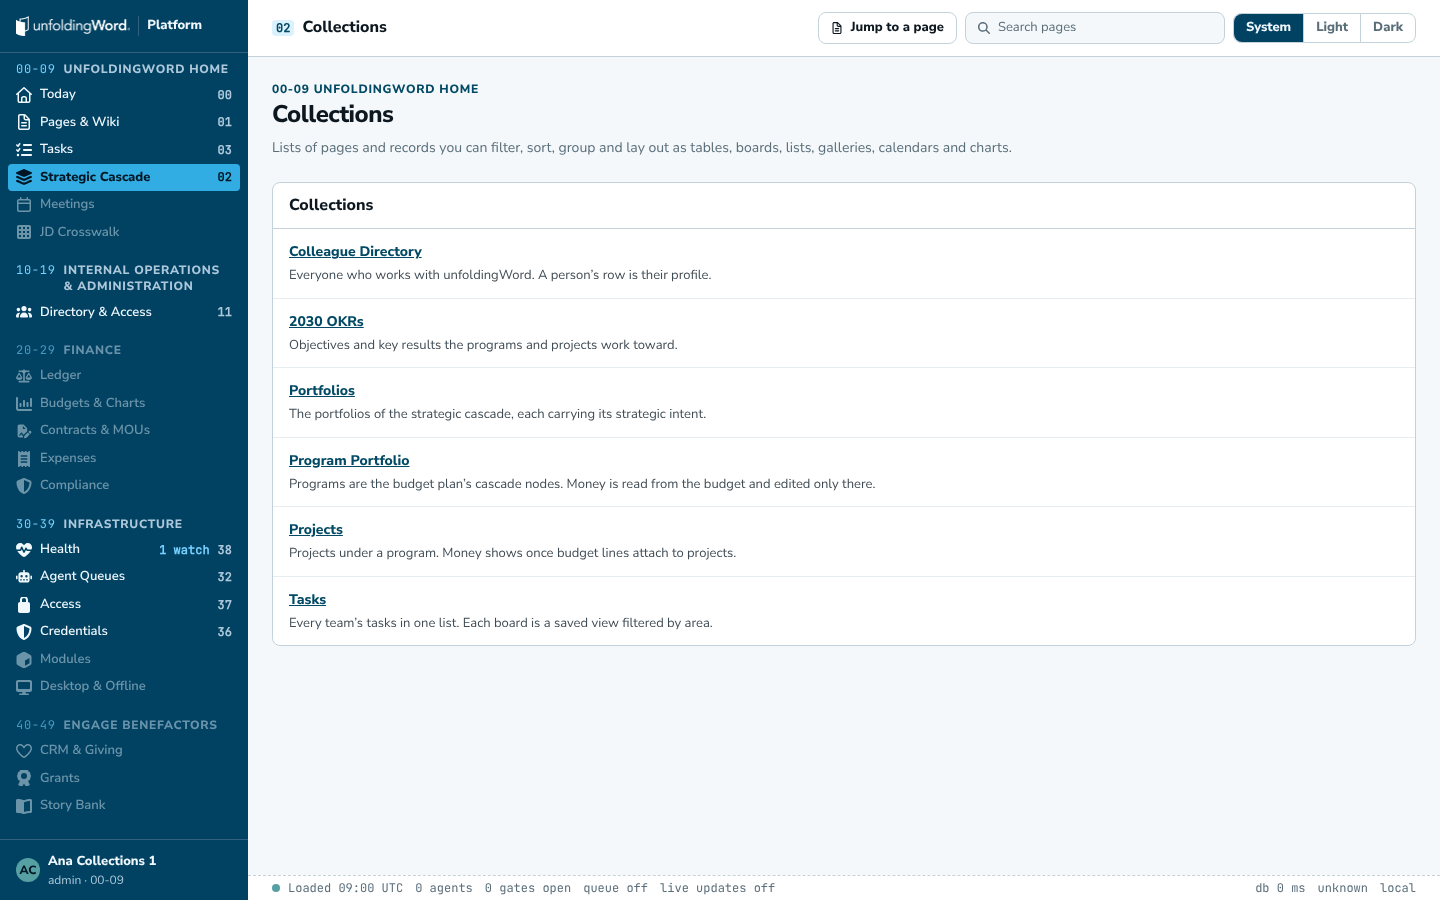 unfoldingWord Platform
00-09 UNFOLDINGWORD HOME
Today 00
Pages & Wiki 01
Tasks 03
Strategic Cascade 02
Meetings
JD Crosswalk
10-19 INTERNAL OPERATIONS
& ADMINISTRATION
Directory & Access 11
20-29 FINANCE
Ledger
Budgets & Charts
Contracts & MOUs
Expenses
Compliance
30-39 INFRASTRUCTURE
Health 1 watch 38
Agent Queues 32
Access 37
Credentials 36
Modules
Desktop & Offline
40-49 ENGAGE BENEFACTORS
CRM & Giving
Grants
Story Bank
AC Ana Collections 1
admin · 00-09
02 Collections
Jump to a page
Search pages
System Light Dark
00-09 UNFOLDINGWORD HOME
Collections
Lists of pages and records you can filter, sort, group and lay out as tables, boards, lists, galleries, calendars and charts.
Collections
Colleague Directory
Everyone who works with unfoldingWord. A person's row is their profile.
2030 OKRs
Objectives and key results the programs and projects work toward.
Portfolios
The portfolios of the strategic cascade, each carrying its strategic intent.
Program Portfolio
Programs are the budget plan's cascade nodes. Money is read from the budget and edited only there.
Projects
Projects under a program. Money shows once budget lines attach to projects.
Tasks
Every team's tasks in one list. Each board is a saved view filtered by area.
Loaded 09:00 UTC 0 agents 0 gates open queue off live updates off
db 0 ms unknown local